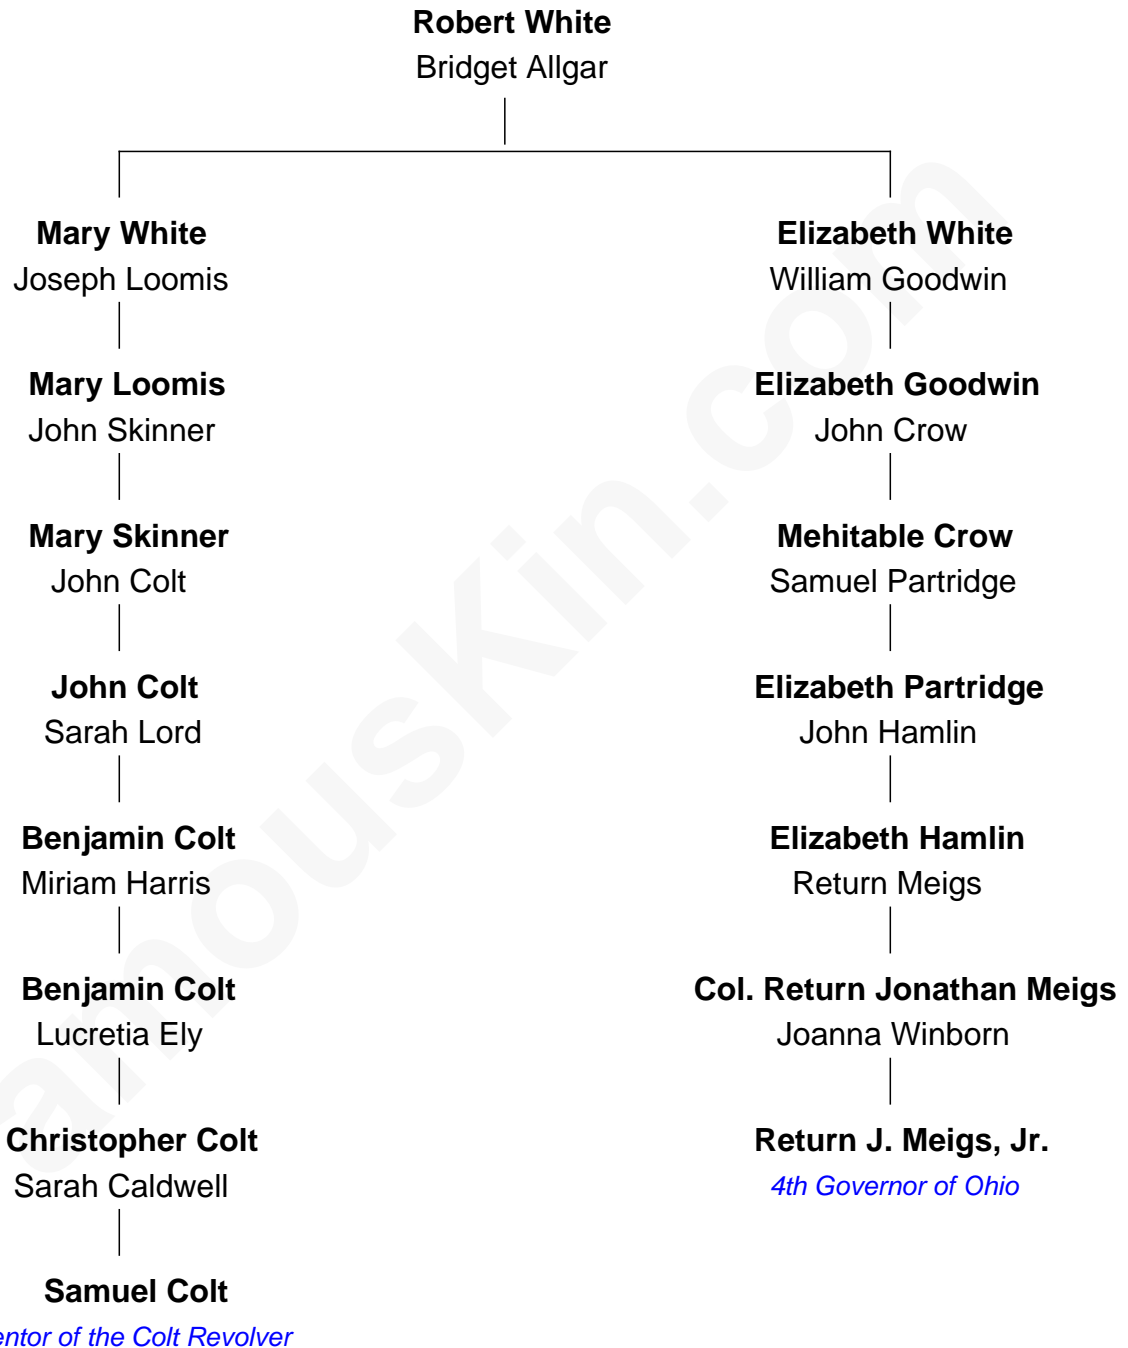 Robert White
Bridget Allgar
Mary White
Joseph Loomis
Mary Loomis
John Skinner
Mary Skinner
John Colt
John Colt
Sarah Lord
Benjamin Colt
Miriam Harris
Benjamin Colt
Lucretia Ely
Christopher Colt
Sarah Caldwell
Samuel Colt
entor of the Colt Revolver
Elizabeth White
William Goodwin
Elizabeth Goodwin
John Crow
Mehitable Crow
Samuel Partridge
Elizabeth Partridge
John Hamlin
Elizabeth Hamlin
Return Meigs
Col. Return Jonathan Meigs
Joanna Winborn
Return J. Meigs, Jr.
4th Governor of Ohio
amouskin.com